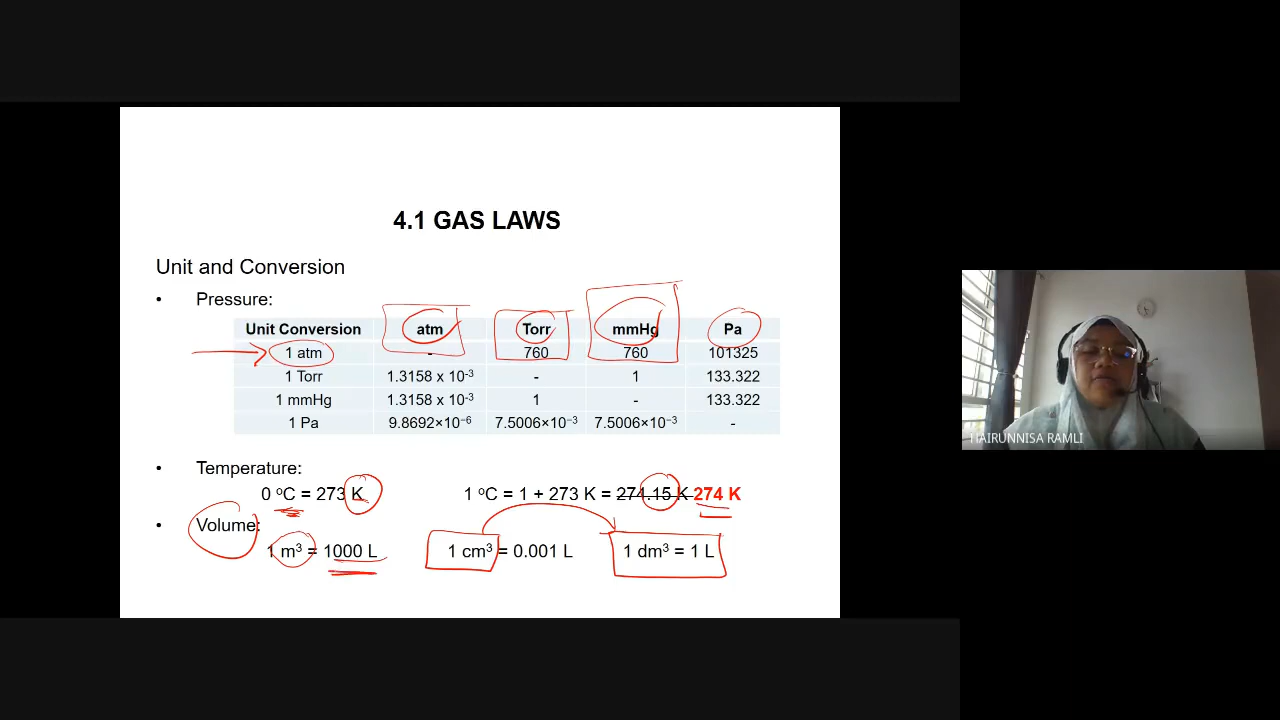 4.1 GAS LAWS
Unit and Conversion
• Pressure:
Unit Conversion atm Torr mmHg Pa
1 atm - 760 760 101325
1 Torr 1.3158 x 10⁻³ - 1 133.322
1 mmHg 1.3158 x 10⁻³ 1 - 133.322
1 Pa 9.8692×10⁻⁶ 7.5006×10⁻³ 7.5006×10⁻³ -
• Temperature:
0 ᵒC = 273 K 1 ᵒC = 1 + 273 K = 274.15 K 274 K
• Volume:
1 m³ = 1000 L 1 cm³ = 0.001 L 1 dm³ = 1 L
HAIRUNNISA RAMLI